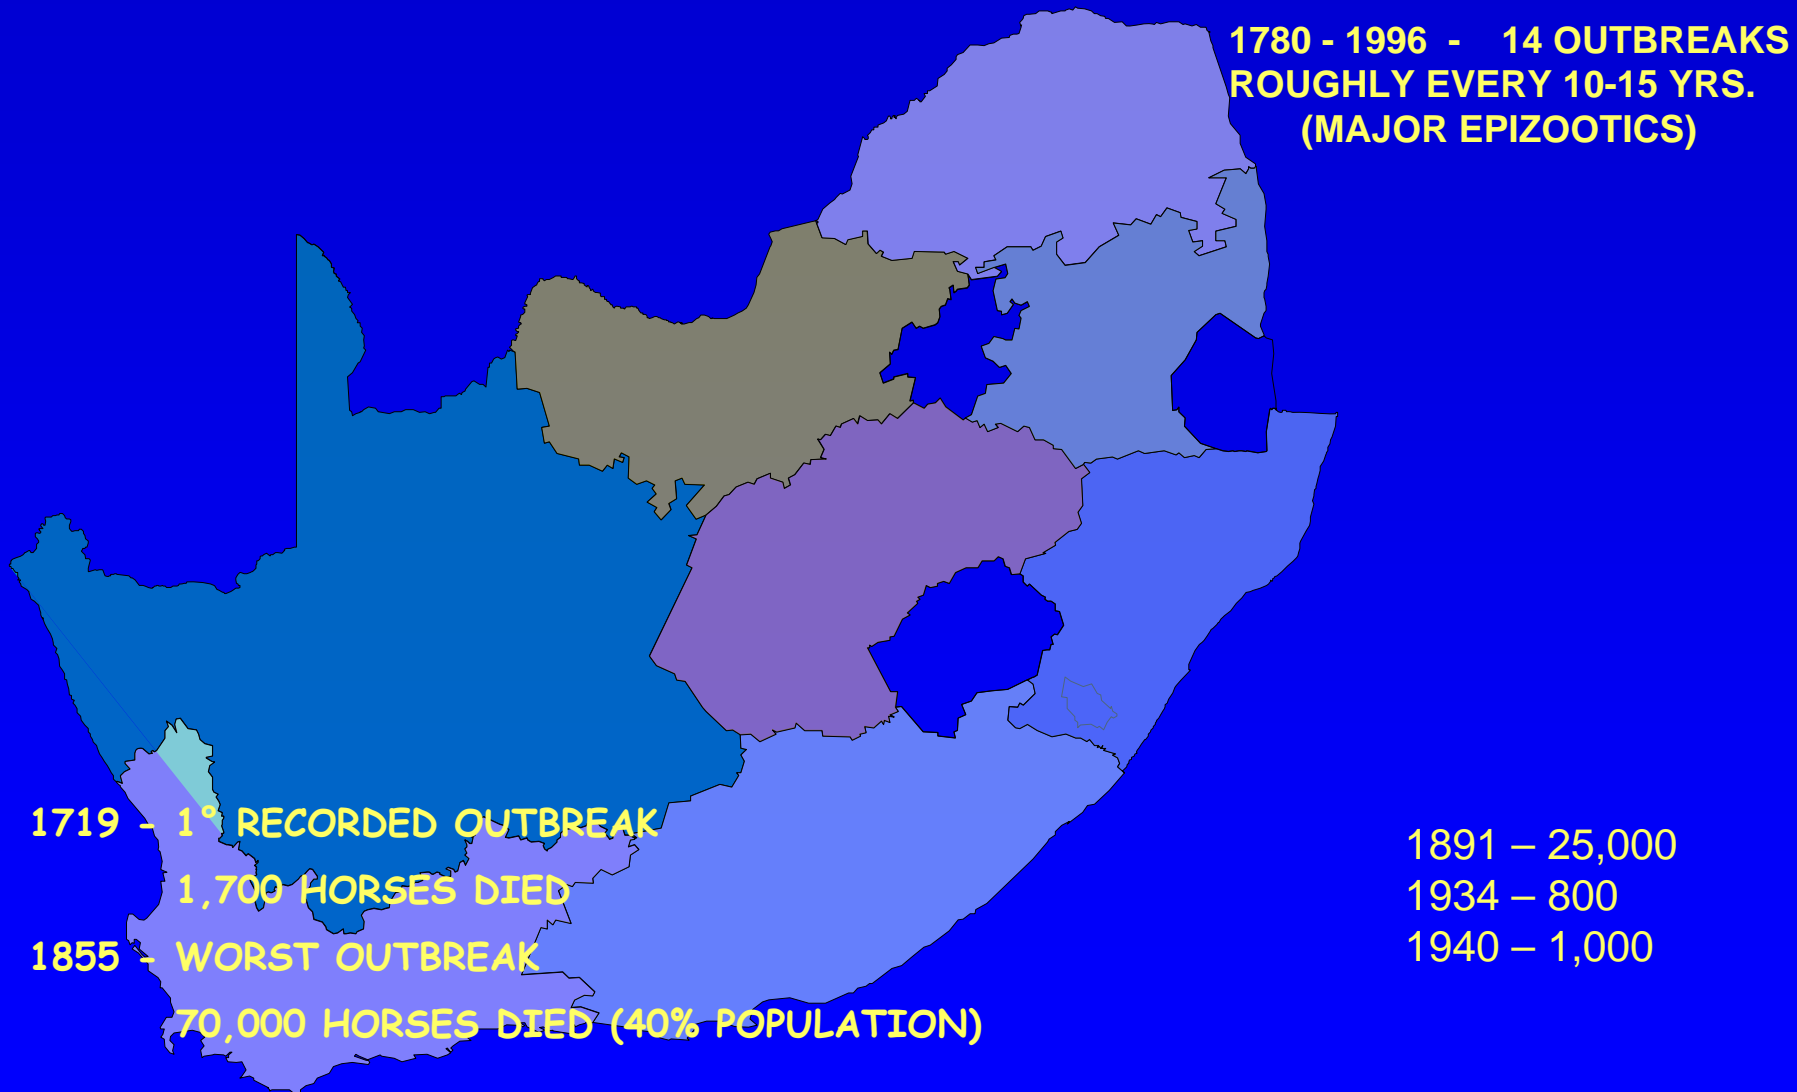 1780 - 1996 - 14 OUTBREAKS
ROUGHLY EVERY 10-15 YRS.
(MAJOR EPIZOOTICS)
1719 - 1° RECORDED OUTBREAK
1,700 HORSES DIED
1855 - WORST OUTBREAK
70,000 HORSES DIED (40% POPULATION)
1891 – 25,000
1934 – 800
1940 – 1,000